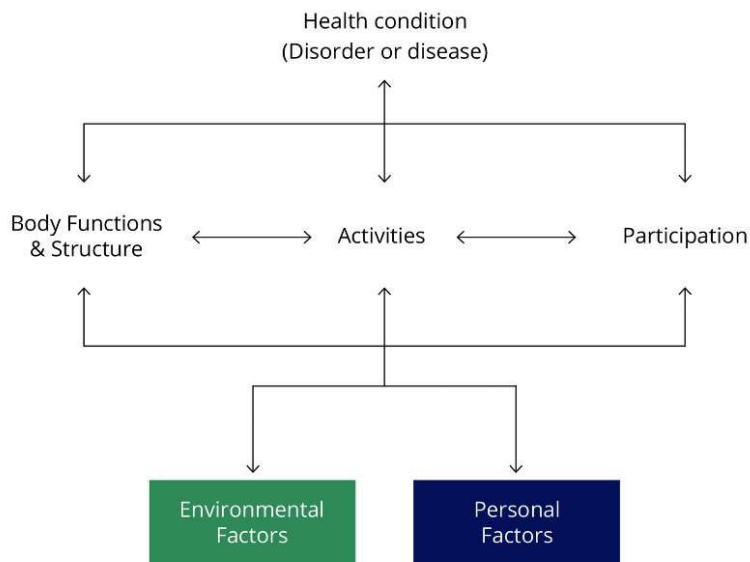 Health condition
(Disorder or disease)
Body Functions
& Structure
Activities
Participation
Environmental
Factors
Personal
Factors